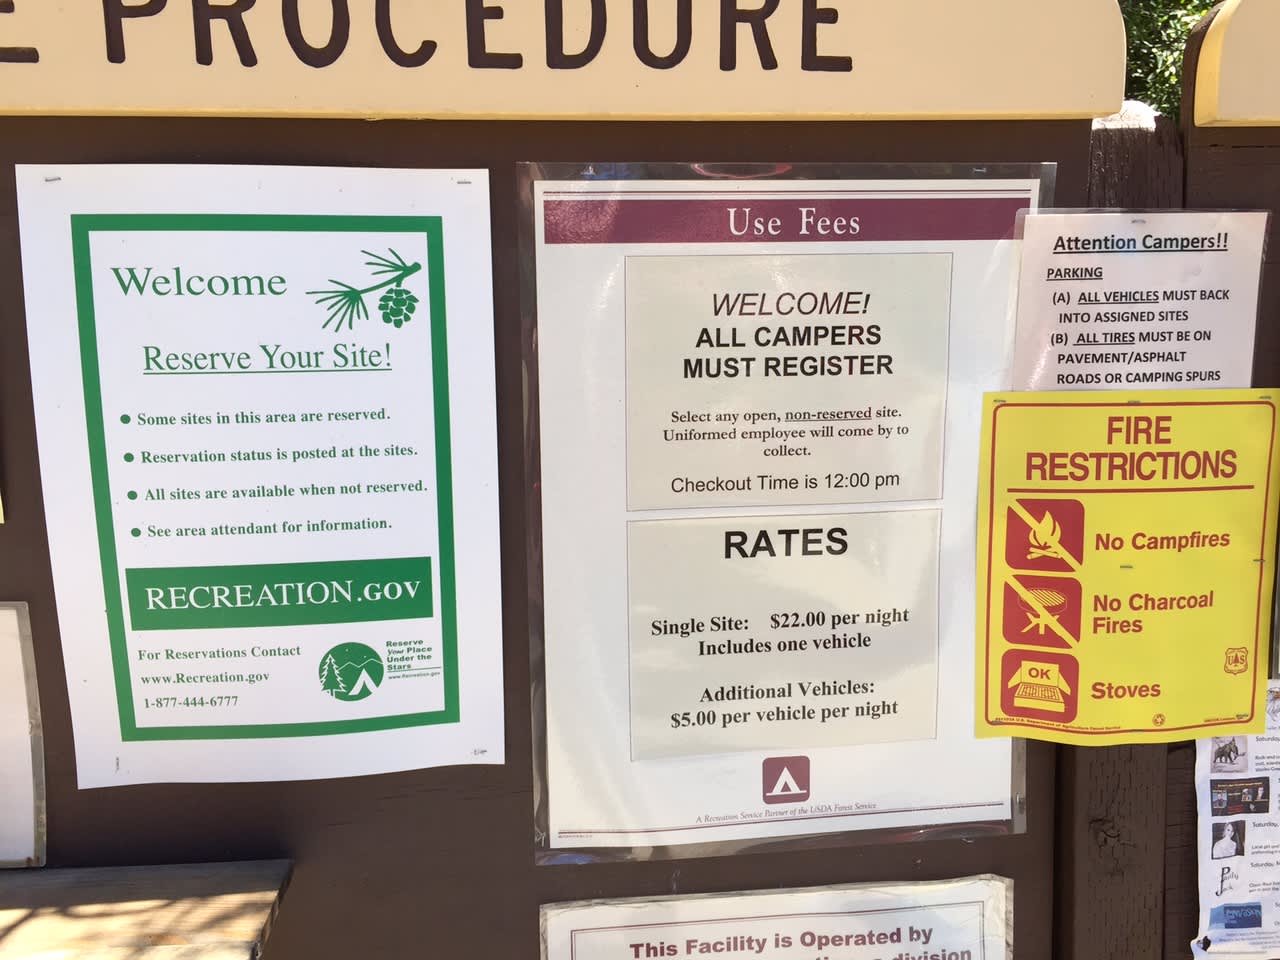 E PROCEDURE
Welcome
Reserve Your Site!
Some sites in this area are reserved.
Reservation status is posted at the sites.
All sites are available when not reserved.
See area attendant for information.
RECREATION.GOV
For Reservations Contact
www.Recreation.gov
1-877-444-6777
Reserve
Your Place
Under the
Stars
www.Recreation.gov
Use Fees
WELCOME!
ALL CAMPERS
MUST REGISTER
Select any open, non-reserved site.
Uniformed employee will come by to
collect.
Checkout Time is 12:00 pm
RATES
Single Site: $22.00 per night
Includes one vehicle
Additional Vehicles:
$5.00 per vehicle per night
A Recreation Service Partner of the USDA Forest Service
This Facility is Operated by
division
Attention Campers!!
PARKING
(A) ALL VEHICLES MUST BACK
INTO ASSIGNED SITES
(B) ALL TIRES MUST BE ON
PAVEMENT/ASPHALT
ROADS OR CAMPING SPURS
FIRE
RESTRICTIONS
No Campfires
No Charcoal
Fires
OK
Stoves
U S
Saturday,
Saturday,